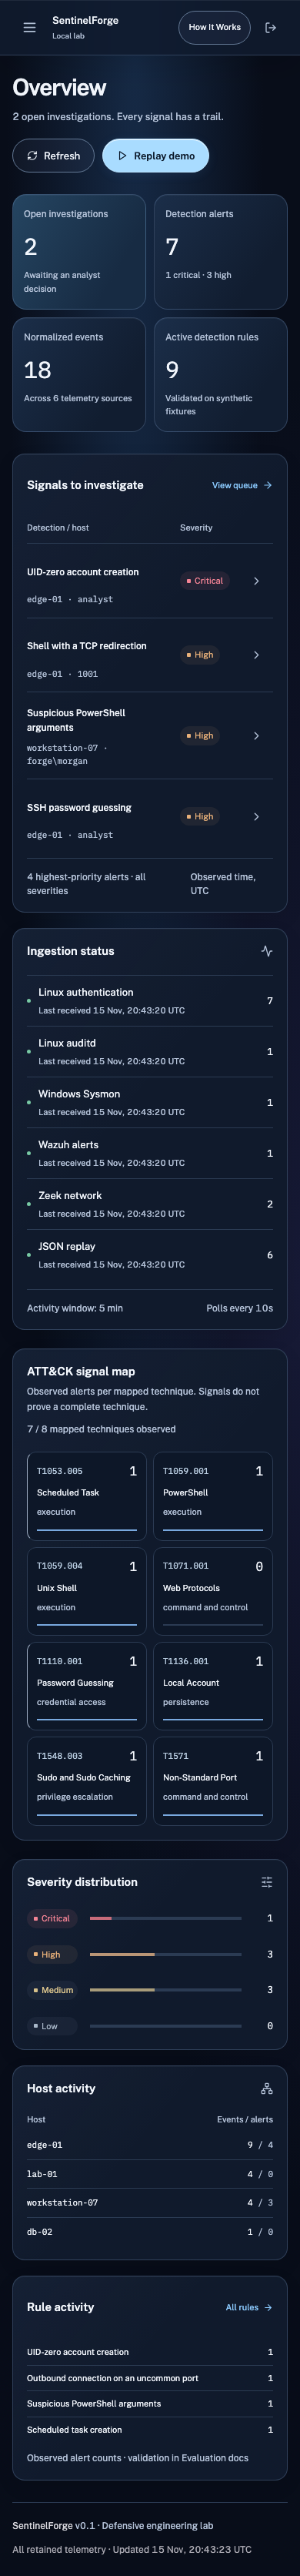 SentinelForge
Local lab
How It Works
Overview
2 open investigations. Every signal has a trail.
Refresh
Replay demo
Open investigations
2
Awaiting an analyst
decision
Detection alerts
7
1 critical · 3 high
Normalized events
18
Across 6 telemetry sources
Active detection rules
9
Validated on synthetic
fixtures
Signals to investigate
View queue
Detection / host
Severity
UID-zero account creation
edge-01 · analyst
Critical
Shell with a TCP redirection
edge-01 · 1001
High
Suspicious PowerShell
arguments
workstation-07 ·
forge\morgan
High
SSH password guessing
edge-01 · analyst
High
4 highest-priority alerts · all
severities
Observed time,
UTC
Ingestion status
Linux authentication
Last received 15 Nov, 20:43:20 UTC
7
Linux auditd
Last received 15 Nov, 20:43:20 UTC
1
Windows Sysmon
Last received 15 Nov, 20:43:20 UTC
1
Wazuh alerts
Last received 15 Nov, 20:43:20 UTC
1
Zeek network
Last received 15 Nov, 20:43:20 UTC
2
JSON replay
Last received 15 Nov, 20:43:20 UTC
6
Activity window: 5 min
Polls every 10s
ATT&CK signal map
Observed alerts per mapped technique. Signals do not
prove a complete technique.
7 / 8 mapped techniques observed
T1053.005
1
Scheduled Task
execution
T1059.001
1
PowerShell
execution
T1059.004
1
Unix Shell
execution
T1071.001
0
Web Protocols
command and control
T1110.001
1
Password Guessing
credential access
T1136.001
1
Local Account
persistence
T1548.003
1
Sudo and Sudo Caching
privilege escalation
T1571
1
Non-Standard Port
command and control
Severity distribution
Critical
1
High
3
Medium
3
Low
0
Host activity
Host
Events / alerts
edge-01
9 / 4
lab-01
4 / 0
workstation-07
4 / 3
db-02
1 / 0
Rule activity
All rules
UID-zero account creation
1
Outbound connection on an uncommon port
1
Suspicious PowerShell arguments
1
Scheduled task creation
1
Observed alert counts · validation in Evaluation docs
SentinelForge v0.1 · Defensive engineering lab
All retained telemetry · Updated 15 Nov, 20:43:23 UTC